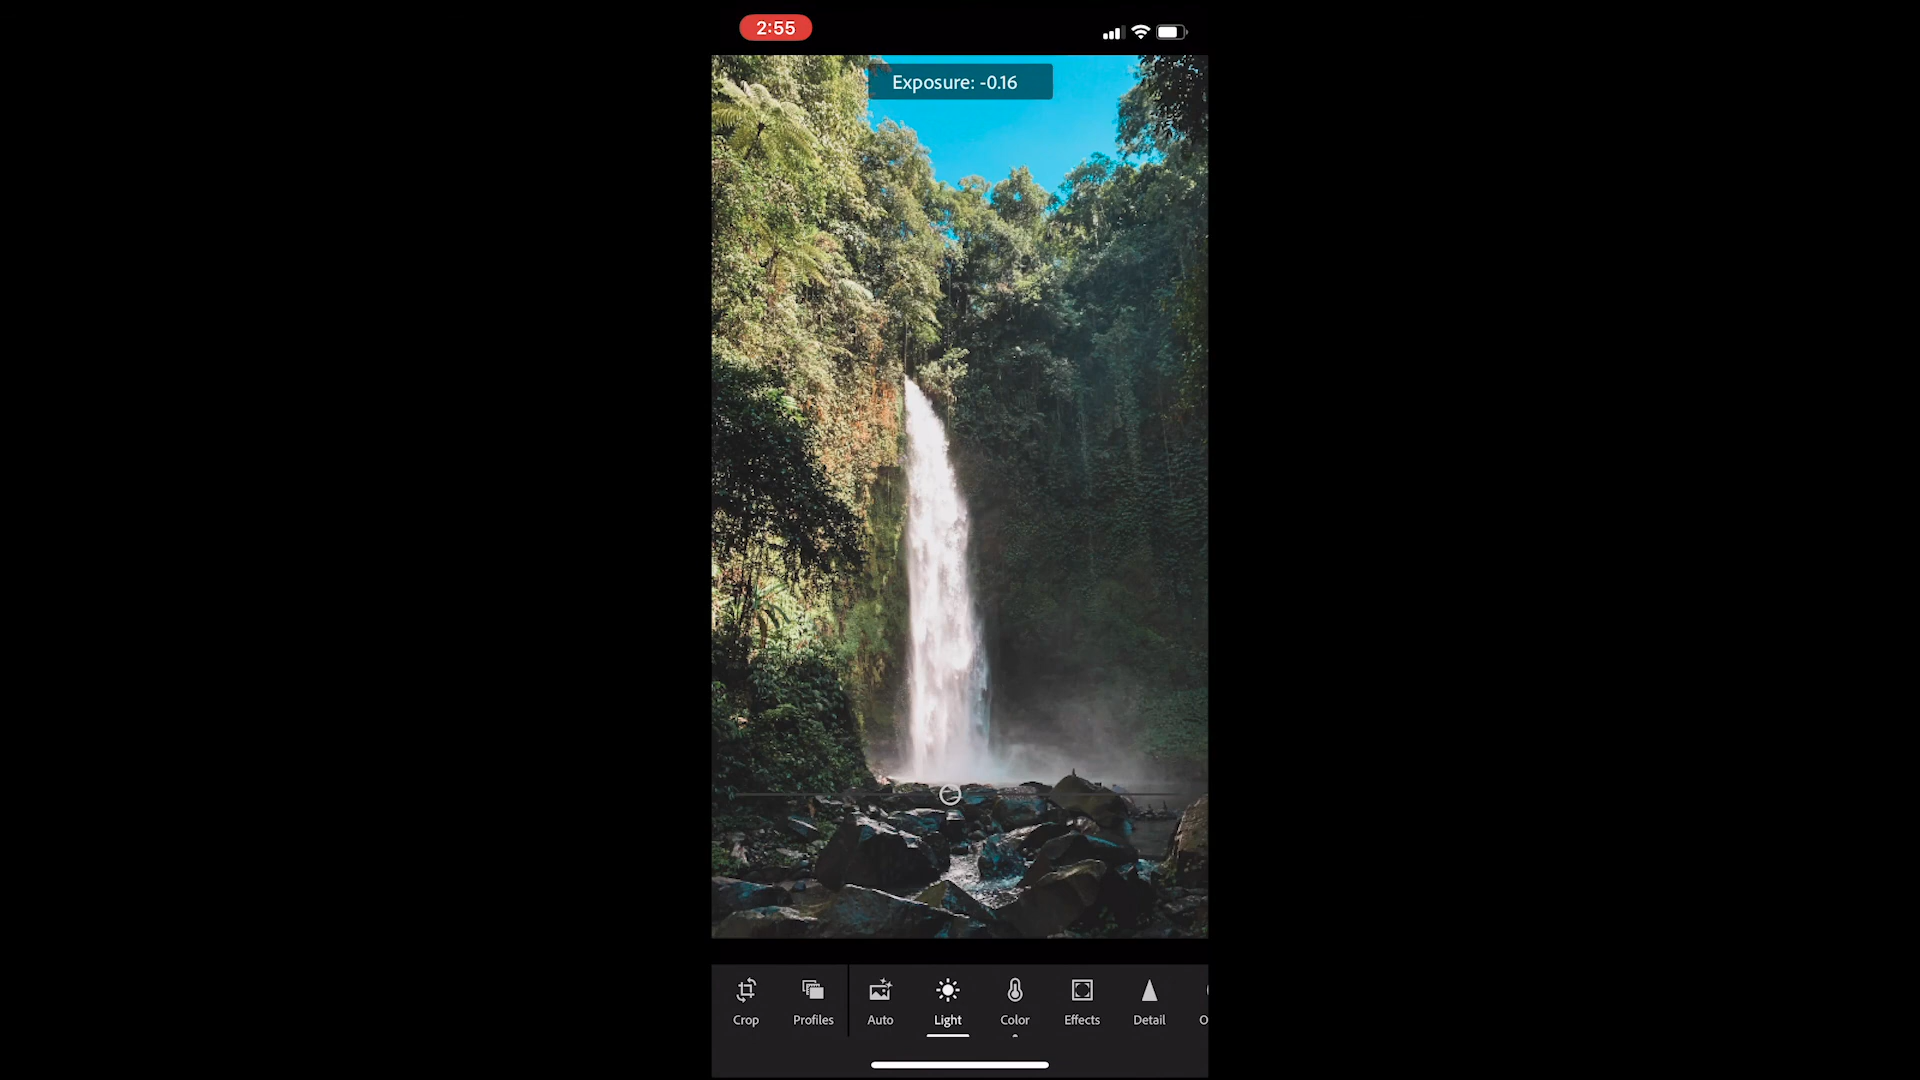 2:55
Exposure: -0.16
Crop
Profiles
Auto
Light
Color
Effects
Detail
O